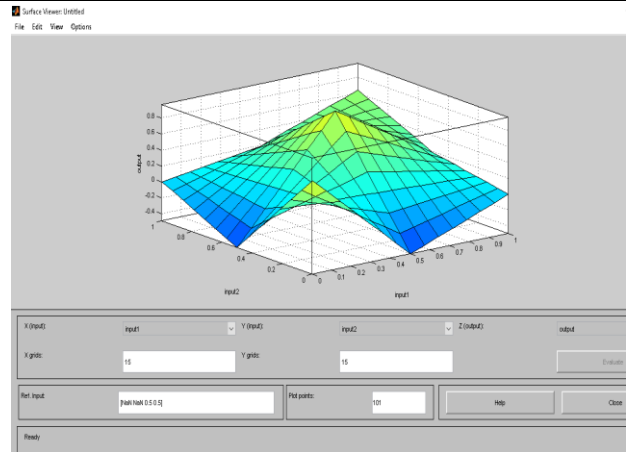 Surface Viewer: Untitled
File Edit View Options
0.8
0.6
0.4
0.2
0
-0.2
-0.4
output
1
0.8
0.6
0.4
0.2
0
input2
0 0.1 0.2 0.3 0.4 0.5 0.6 0.7 0.8 0.9 1
input1
X (input): input1 Y (input): input2 Z (output): output
X grids: 15 Y grids: 15 Evaluate
Ref. Input: [NaN NaN 0.5 0.5] Plot points: 101 Help Close
Ready